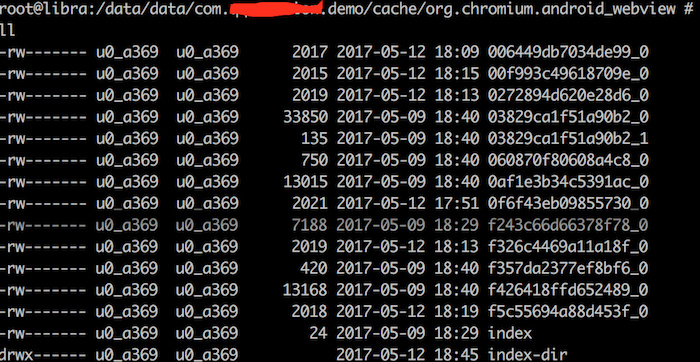 root@libra:/data/data/com. .demo/cache/org.chromium.android_webview #
ll
-rw------- u0_a369 u0_a369 2017 2017-05-12 18:09 006449db7034de99_0
-rw------- u0_a369 u0_a369 2015 2017-05-12 18:15 00f993c49618709e_0
-rw------- u0_a369 u0_a369 2019 2017-05-12 18:13 0272894d620e28d6_0
-rw------- u0_a369 u0_a369 33850 2017-05-09 18:40 03829ca1f51a90b2_0
-rw------- u0_a369 u0_a369 135 2017-05-09 18:40 03829ca1f51a90b2_1
-rw------- u0_a369 u0_a369 750 2017-05-09 18:40 060870f80608a4c8_0
-rw------- u0_a369 u0_a369 13015 2017-05-09 18:40 0af1e3b34c5391ac_0
-rw------- u0_a369 u0_a369 2021 2017-05-12 17:51 0f6f43eb09855730_0
-rw------- u0_a369 u0_a369 7188 2017-05-09 18:29 f243c66d66378f78_0
-rw------- u0_a369 u0_a369 2019 2017-05-12 18:13 f326c4469a11a18f_0
-rw------- u0_a369 u0_a369 420 2017-05-09 18:40 f357da2377ef8bf6_0
-rw------- u0_a369 u0_a369 13168 2017-05-09 18:40 f426418ffd652489_0
-rw------- u0_a369 u0_a369 2018 2017-05-12 18:19 f5c55694a88d453f_0
-rw------- u0_a369 u0_a369 24 2017-05-09 18:29 index
drwx------ u0_a369 u0_a369 2017-05-12 18:45 index-dir